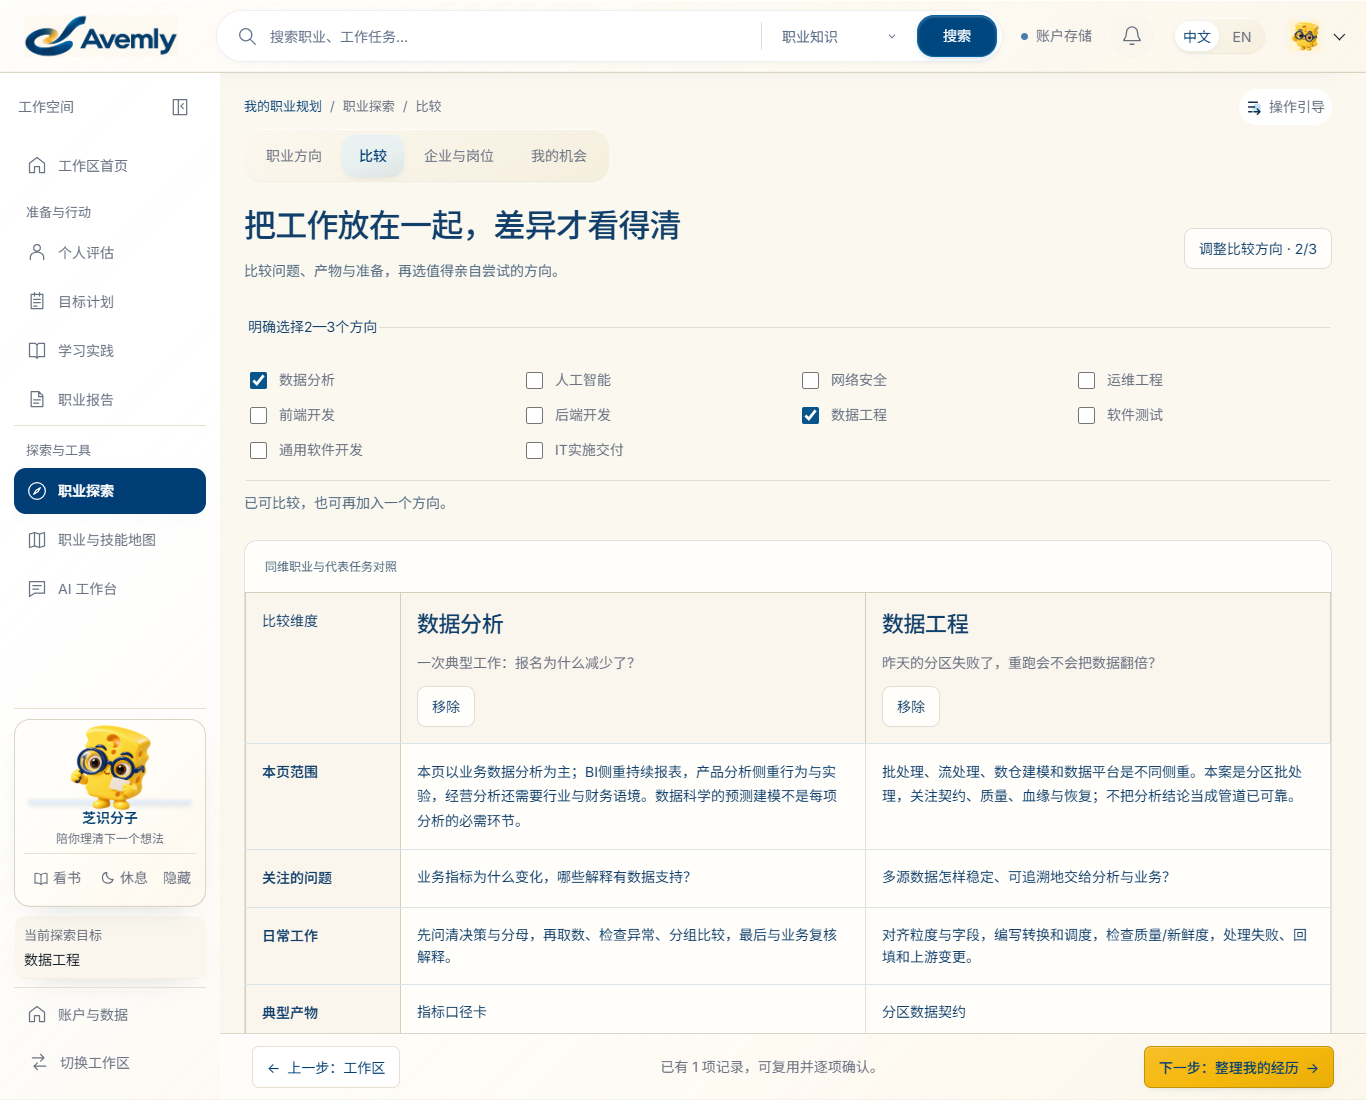 Avemly
搜索职业、工作任务...
职业知识
搜索
账户存储
中文
EN
工作空间
工作区首页
准备与行动
个人评估
目标计划
学习实践
职业报告
探索与工具
职业探索
职业与技能地图
AI 工作台
芝识分子
陪你理清下一个想法
看书
休息
隐藏
当前探索目标
数据工程
账户与数据
切换工作区
我的职业规划 / 职业探索 / 比较
操作引导
职业方向
比较
企业与岗位
我的机会
把工作放在一起，差异才看得清
比较问题、产物与准备，再选值得亲自尝试的方向。
调整比较方向 · 2/3
明确选择2—3个方向
数据分析
人工智能
网络安全
运维工程
前端开发
后端开发
数据工程
软件测试
通用软件开发
IT实施交付
已可比较，也可再加入一个方向。
同维职业与代表任务对照
比较维度
数据分析
一次典型工作：报名为什么减少了？
移除
数据工程
昨天的分区失败了，重跑会不会把数据翻倍？
移除
本页范围
本页以业务数据分析为主；BI侧重持续报表，产品分析侧重行为与实
验，经营分析还需要行业与财务语境。数据科学的预测建模不是每项
分析的必需环节。
批处理、流处理、数仓建模和数据平台是不同侧重。本案是分区批处
理，关注契约、质量、血缘与恢复；不把分析结论当成管道已可靠。
关注的问题
业务指标为什么变化，哪些解释有数据支持？
多源数据怎样稳定、可追溯地交给分析与业务？
日常工作
先问清决策与分母，再取数、检查异常、分组比较，最后与业务复核
解释。
对齐粒度与字段，编写转换和调度，检查质量/新鲜度，处理失败、回
填和上游变更。
典型产物
指标口径卡
分区数据契约
← 上一步：工作区
已有 1 项记录，可复用并逐项确认。
下一步：整理我的经历 →